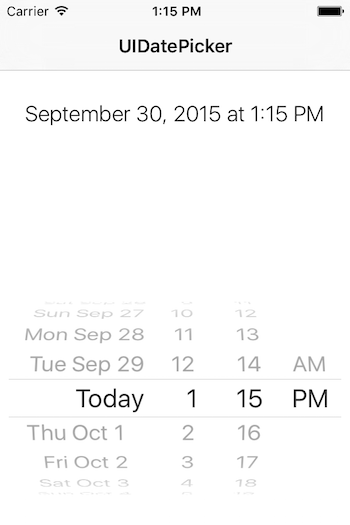 Carrier 1:15 PM
UIDatePicker
September 30, 2015 at 1:15 PM
Sun Sep 27 10 12
Mon Sep 28 11 13
Tue Sep 29 12 14 AM
Today 1 15 PM
Thu Oct 1 2 16
Fri Oct 2 3 17
Sat Oct 3 4 18